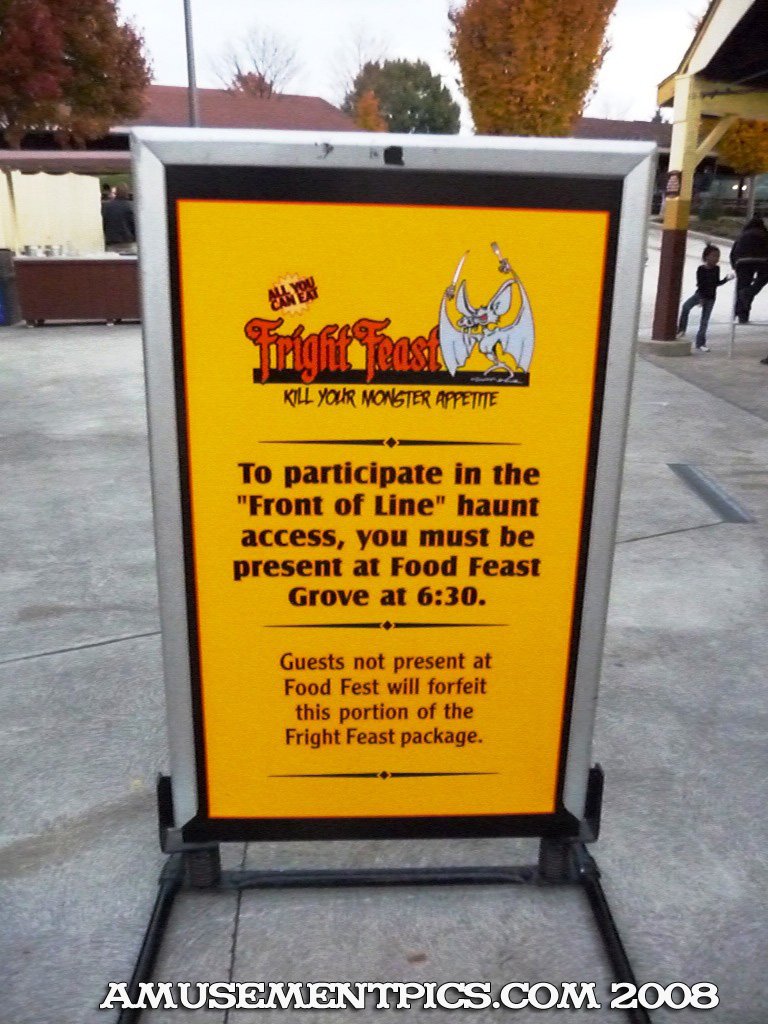 ALL YOU
CAN EAT
Fright Feast
KILL YOUR MONSTER APPETITE
To participate in the
"Front of Line" haunt
access, you must be
present at Food Feast
Grove at 6:30.
Guests not present at
Food Fest will forfeit
this portion of the
Fright Feast package.
AMUSEMENTPICS.COM 2008